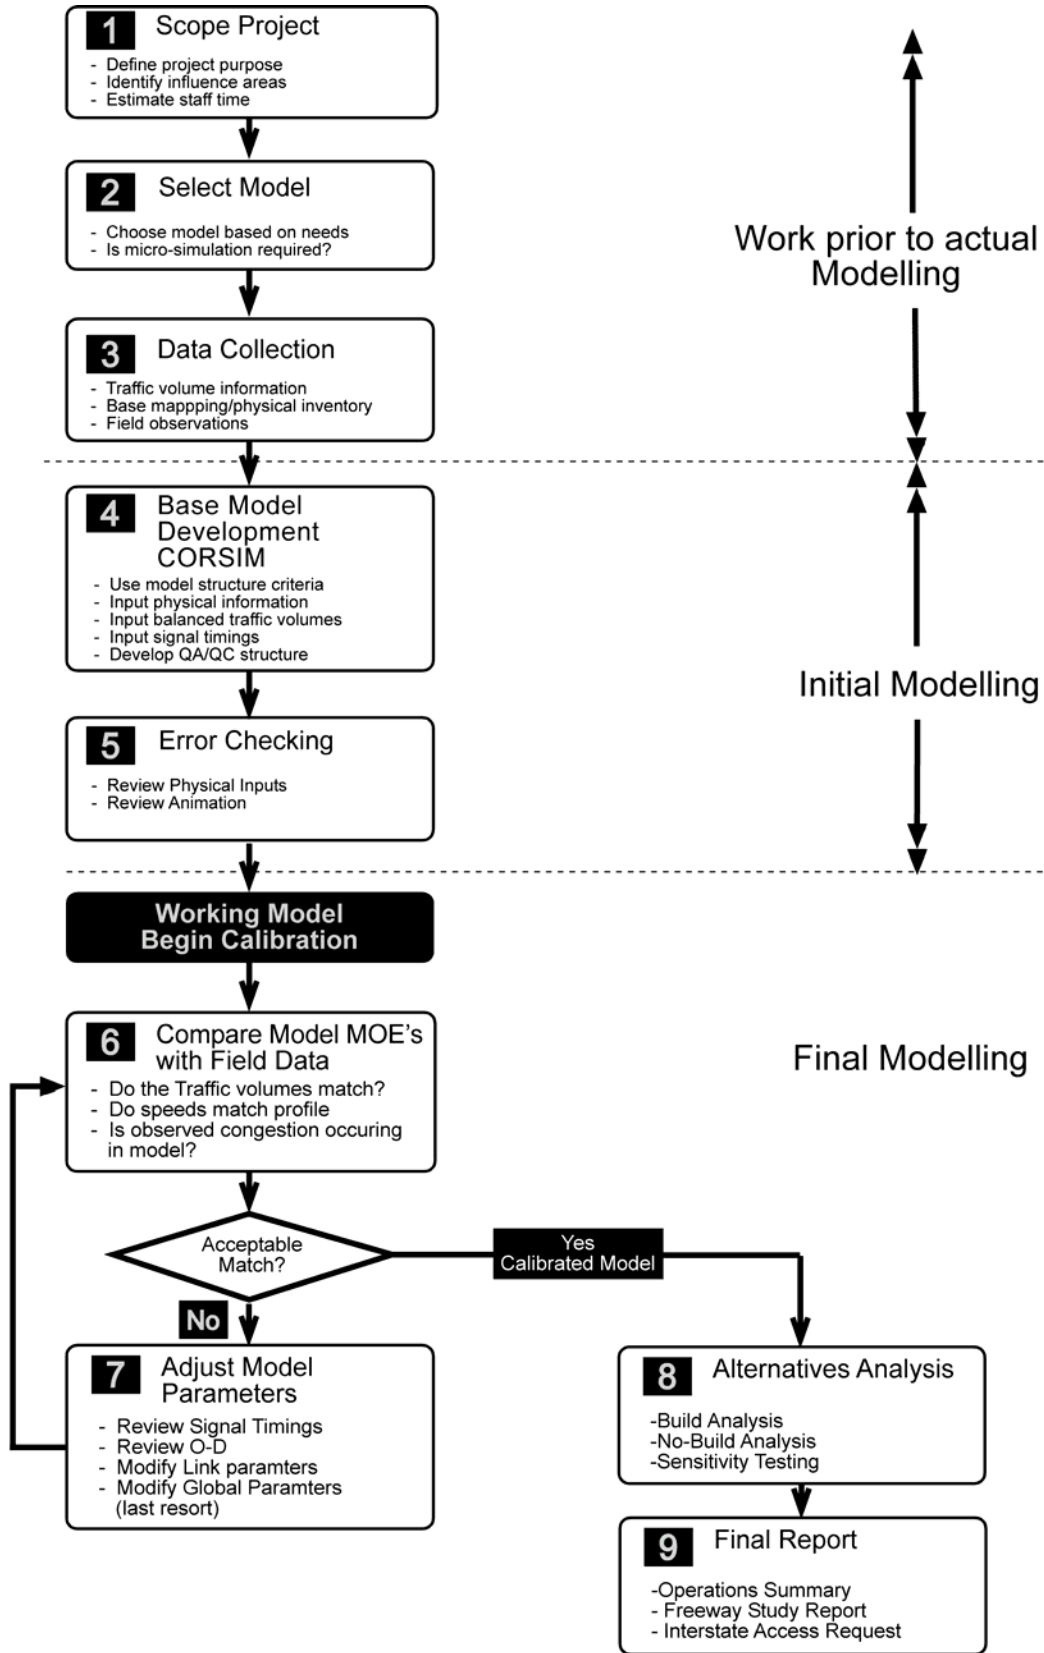 1 Scope Project
- Define project purpose
- Identify influence areas
- Estimate staff time
2 Select Model
- Choose model based on needs
- Is micro-simulation required?
Work prior to actual
Modelling
3 Data Collection
- Traffic volume information
- Base mappping/physical inventory
- Field observations
4 Base Model
Development
CORSIM
- Use model structure criteria
- Input physical information
- Input balanced traffic volumes
- Input signal timings
- Develop QA/QC structure
Initial Modelling
5 Error Checking
- Review Physical Inputs
- Review Animation
Working Model
Begin Calibration
6 Compare Model MOE's
with Field Data
- Do the Traffic volumes match?
- Do speeds match profile
- Is observed congestion occuring
in model?
Final Modelling
Acceptable
Match?
Yes
Calibrated Model
No
7 Adjust Model
Parameters
- Review Signal Timings
- Review O-D
- Modify Link paramters
- Modify Global Paramters
(last resort)
8 Alternatives Analysis
-Build Analysis
-No-Build Analysis
-Sensitivity Testing
9 Final Report
-Operations Summary
- Freeway Study Report
- Interstate Access Request